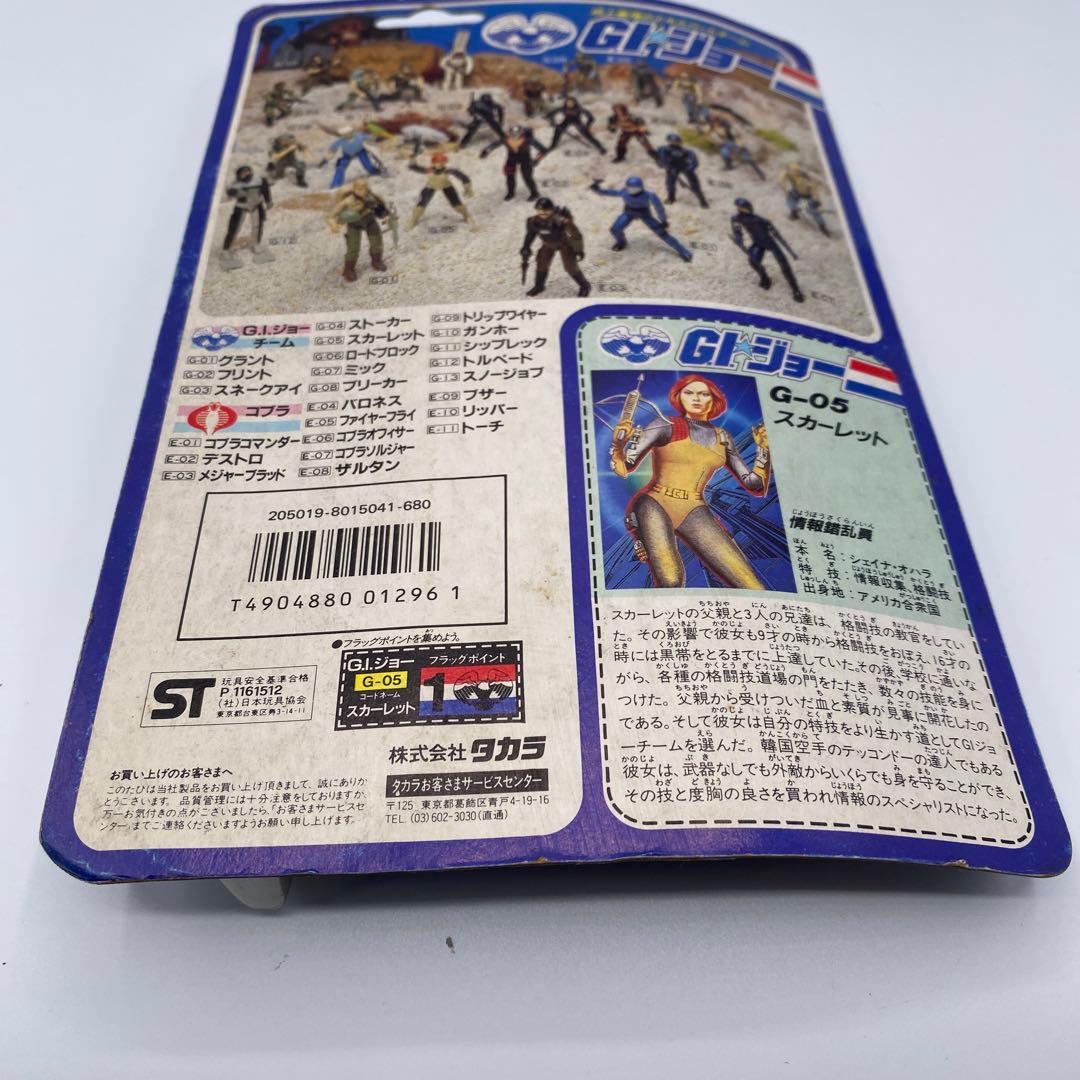 G.I.ジョー
G-12
G-01
G-05
E-03
E-01
E-07
G.I.ジョー
チーム
G-01 グラント
G-02 フリント
G-03 スネークアイ
G-04 ストーカー
G-05 スカーレット
G-06 ロードブロック
G-07 ミック
G-08 ブリーカー
G-09 トリップワイヤー
G-10 ガンホー
G-11 シップレック
G-12 トルペード
G-13 スノージョブ
コブラ
E-01 コブラコマンダー
E-02 デストロ
E-03 メジャーブラッド
E-04 バロネス
E-05 ファイヤーフライ
E-06 コブラオフィサー
E-07 コブラソルジャー
E-08 ザルタン
E-09 ブザー
E-10 リッパー
E-11 トーチ
205019-8015041-680
T4904880 01296 1
●フラッグポイントを集めよう。
G.I.ジョー フラッグポイント
G-05
コードネーム
スカーレット
1
ST
玩具安全基準合格
P.1161512
(社)日本玩具協会
東京都台東区寿3-14-11
株式会社 タカラ
タカラお客さまサービスセンター
〒125 東京都葛飾区青戸4-19-16
TEL.(03)602-3030(直通)
お買い上げのお客さまへ
このたびは当社製品をお買い上げ頂きまして、誠にありか
とうございます。品質管理には十分注意をしておりますか、
万一お気付きの点がございましたら、「お客さまサービスセ
ンター」までご連絡くださいますようお願い申し上げます。
G.I.ジョー
G-05
スカーレット
情報錯乱員
本名：シェイナ・オハラ
特技：情報収集、格闘技
出身地：アメリカ合衆国
スカーレットの父親と3人の兄達は、格闘技の教官をしてい
た。その影響で彼女も9才の時から格闘技をおぼえ、16才の
時には黒帯をとるまでに上達していた。その後、学校に通いな
がら、各種の格闘技道場の門をたたき、数々の技能を身に
つけた。父親から受けついだ血と素質が見事に開花したの
である。そして彼女は自分の特技をより生かす道としてG.I.ジョ
ーチームを選んだ。韓国空手のテッコンドーの達人でもある
彼女は、武器なしでも外敵からいくらでも身を守ることができ、
その技と度胸の良さを買われ情報のスペシャリストになった。